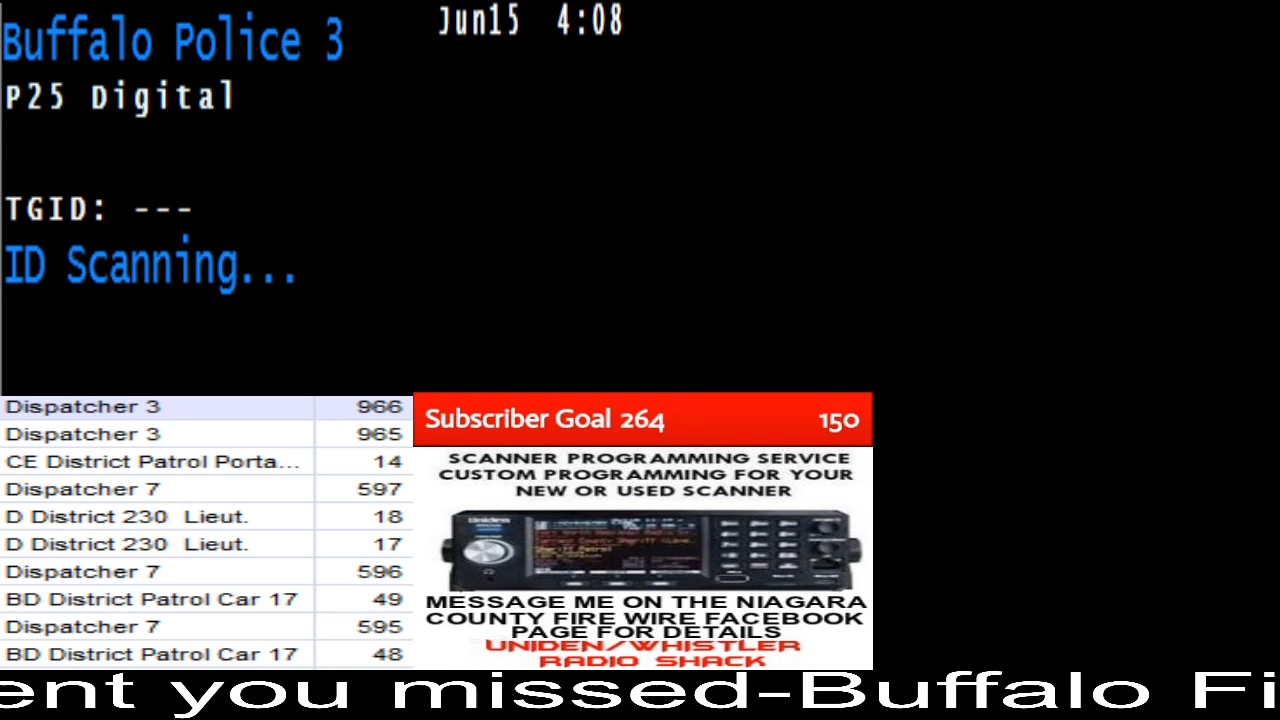 Buffalo Police 3
Jun15 4:08
P25 Digital
TGID: ---
ID Scanning...
Dispatcher 3 966
Dispatcher 3 965
CE District Patrol Porta... 14
Dispatcher 7 597
D District 230 Lieut. 18
D District 230 Lieut. 17
Dispatcher 7 596
BD District Patrol Car 17 49
Dispatcher 7 595
BD District Patrol Car 17 48
Subscriber Goal 264 150
SCANNER PROGRAMMING SERVICE
CUSTOM PROGRAMMING FOR YOUR
NEW OR USED SCANNER
Uniden
MESSAGE ME ON THE NIAGARA
COUNTY FIRE WIRE FACEBOOK
PAGE FOR DETAILS
UNIDEN/WHISTLER
RADIO SHACK
ent you missed-Buffalo Fi